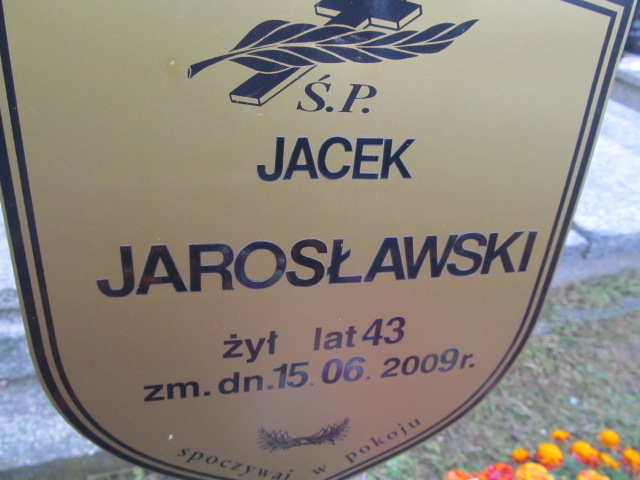 Ś.P.
JACEK
JAROSŁAWSKI
żył lat 43
zm. dn. 15. 06. 2009r.
spoczywaj w pokoju